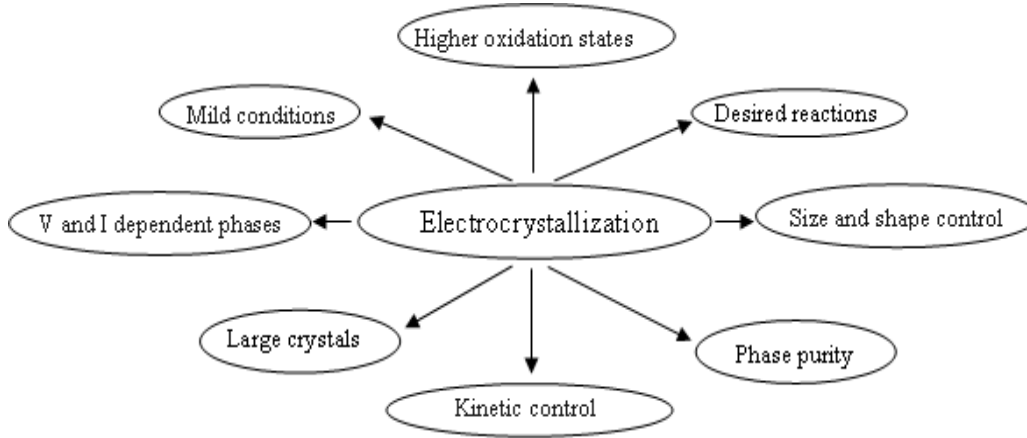 Higher oxidation states
Mild conditions
Desired reactions
V and I dependent phases
Electrocrystallization
Size and shape control
Large crystals
Phase purity
Kinetic control